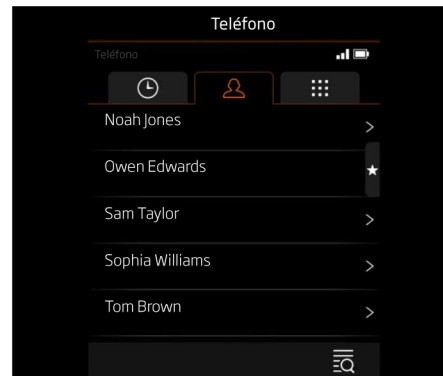 Teléfono
Teléfono
Noah Jones
Owen Edwards
Sam Taylor
Sophia Williams
Tom Brown